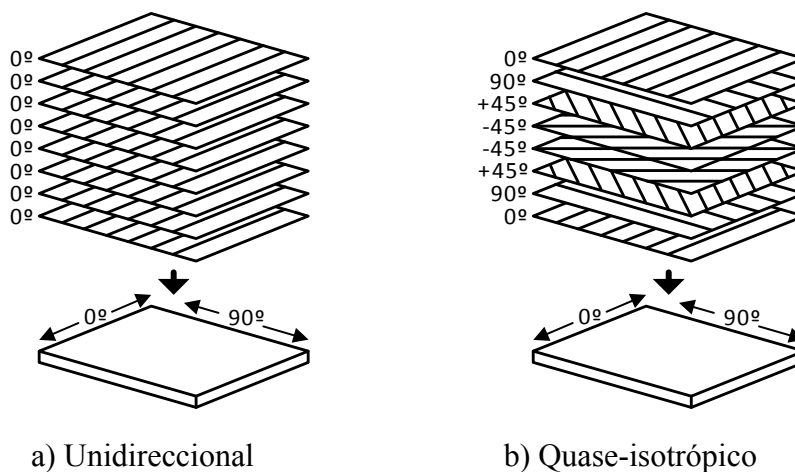 0º
0º
0º
0º
0º
0º
0º
0º
0º 90º
a) Unidireccional
0º
90º
+45º
-45º
-45º
+45º
90º
0º
0º 90º
b) Quase-isotrópico